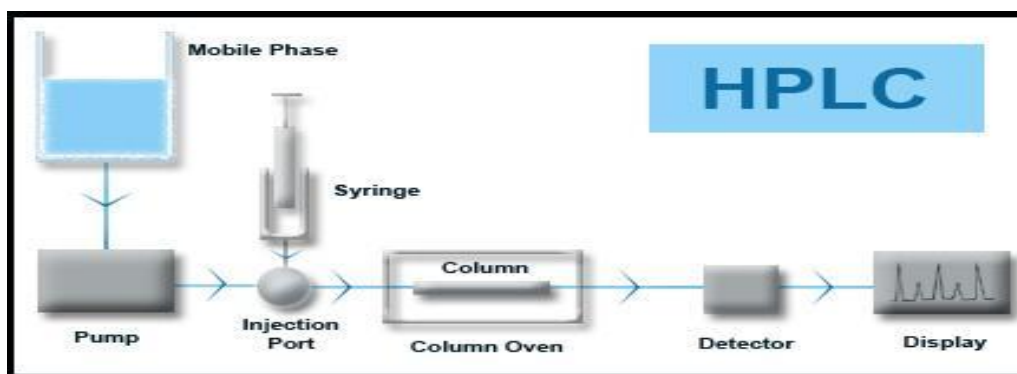 Mobile Phase
HPLC
Syringe
Column
Pump
Injection
Port
Column Oven
Detector
Display